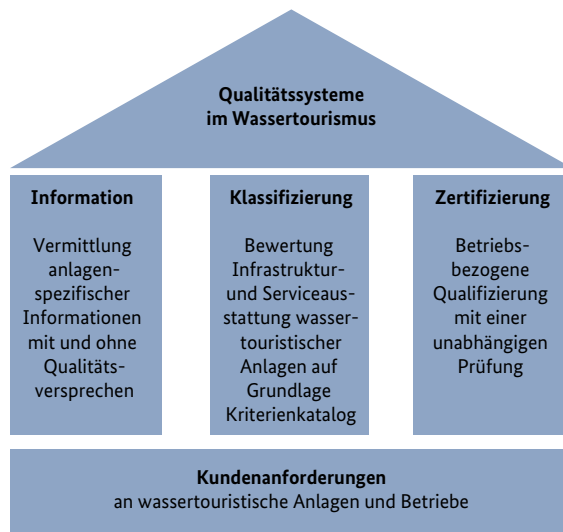 Qualitätssysteme
im Wassertourismus
Information
Vermittlung
anlagen-
spezifischer
Informationen
mit und ohne
Qualitäts-
versprechen
Klassifizierung
Bewertung
Infrastruktur-
und Serviceaus-
stattung wasser-
touristischer
Anlagen auf
Grundlage
Kriterienkatalog
Zertifizierung
Betriebs-
bezogene
Qualifizierung
mit einer
unabhängigen
Prüfung
Kundenanforderungen
an wassertouristische Anlagen und Betriebe